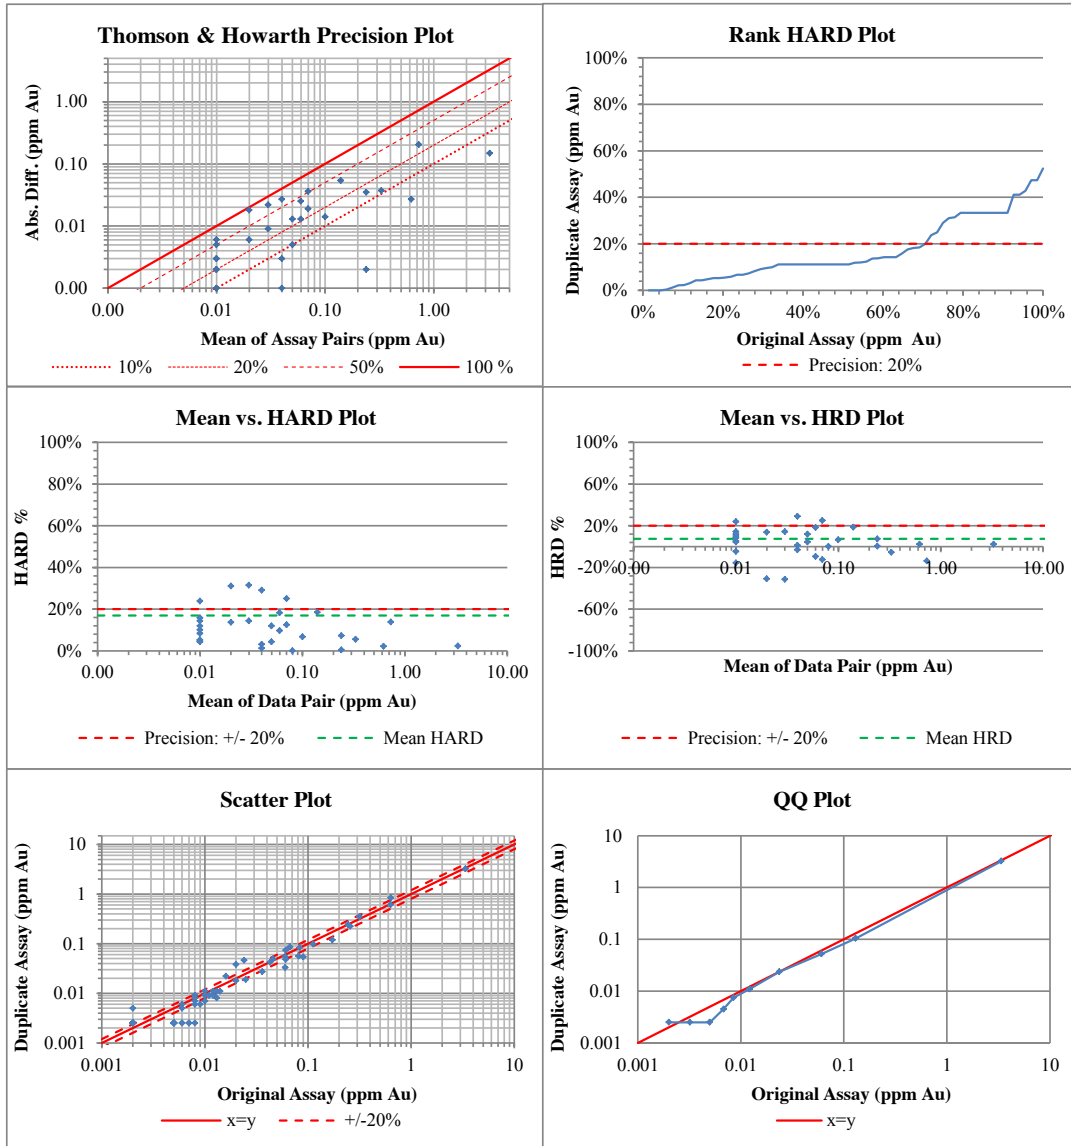 Thomson & Howarth Precision Plot
Abs. Diff. (ppm Au)
1.00
0.10
0.01
0.00
0.00 0.01 0.10 1.00
Mean of Assay Pairs (ppm Au)
10% 20% 50% 100 %
Rank HARD Plot
Duplicate Assay (ppm Au)
100%
80%
60%
40%
20%
0%
0% 20% 40% 60% 80% 100%
Original Assay (ppm Au)
Precision: 20%
Mean vs. HARD Plot
HARD %
100%
80%
60%
40%
20%
0%
0.00 0.01 0.10 1.00 10.00
Mean of Data Pair (ppm Au)
Precision: +/- 20% Mean HARD
Mean vs. HRD Plot
HRD %
100%
60%
20%
-20%
-60%
-100%
0.00 0.01 0.10 1.00 10.00
Mean of Data Pair (ppm Au)
Precision: +/- 20% Mean HRD
Scatter Plot
Duplicate Assay (ppm Au)
10
1
0.1
0.01
0.001
0.001 0.01 0.1 1 10
Original Assay (ppm Au)
x=y +/-20%
QQ Plot
Duplicate Assay (ppm Au)
10
1
0.1
0.01
0.001
0.001 0.01 0.1 1 10
Original Assay (ppm Au)
x=y